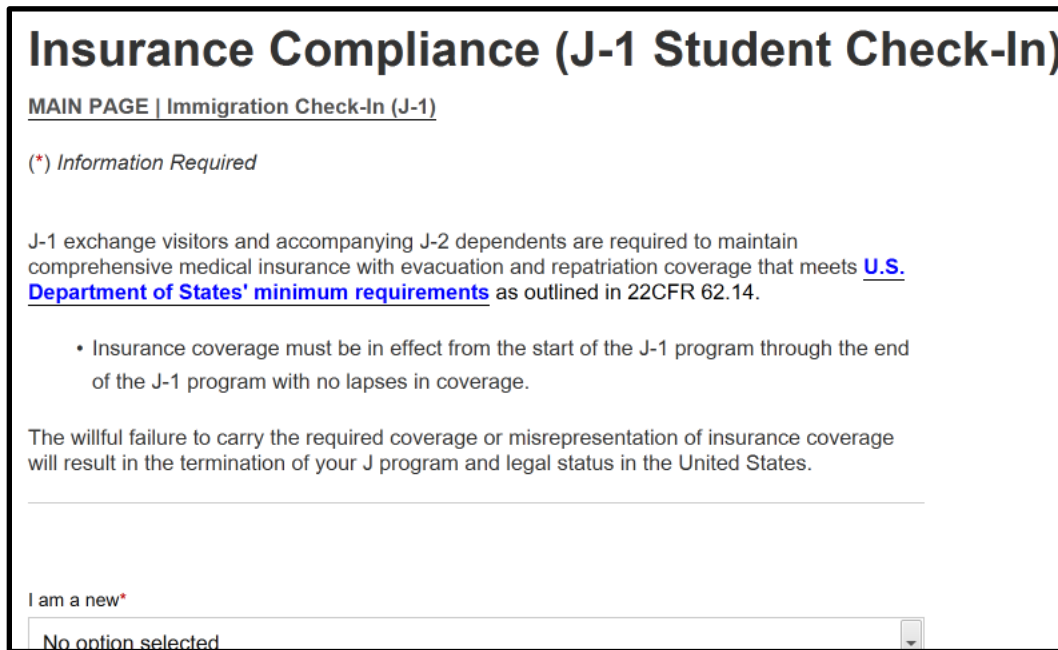 Insurance Compliance (J-1 Student Check-In)
MAIN PAGE | Immigration Check-In (J-1)
(*) Information Required
J-1 exchange visitors and accompanying J-2 dependents are required to maintain
comprehensive medical insurance with evacuation and repatriation coverage that meets U.S.
Department of States' minimum requirements as outlined in 22CFR 62.14.
• Insurance coverage must be in effect from the start of the J-1 program through the end
of the J-1 program with no lapses in coverage.
The willful failure to carry the required coverage or misrepresentation of insurance coverage
will result in the termination of your J program and legal status in the United States.
I am a new*
No option selected